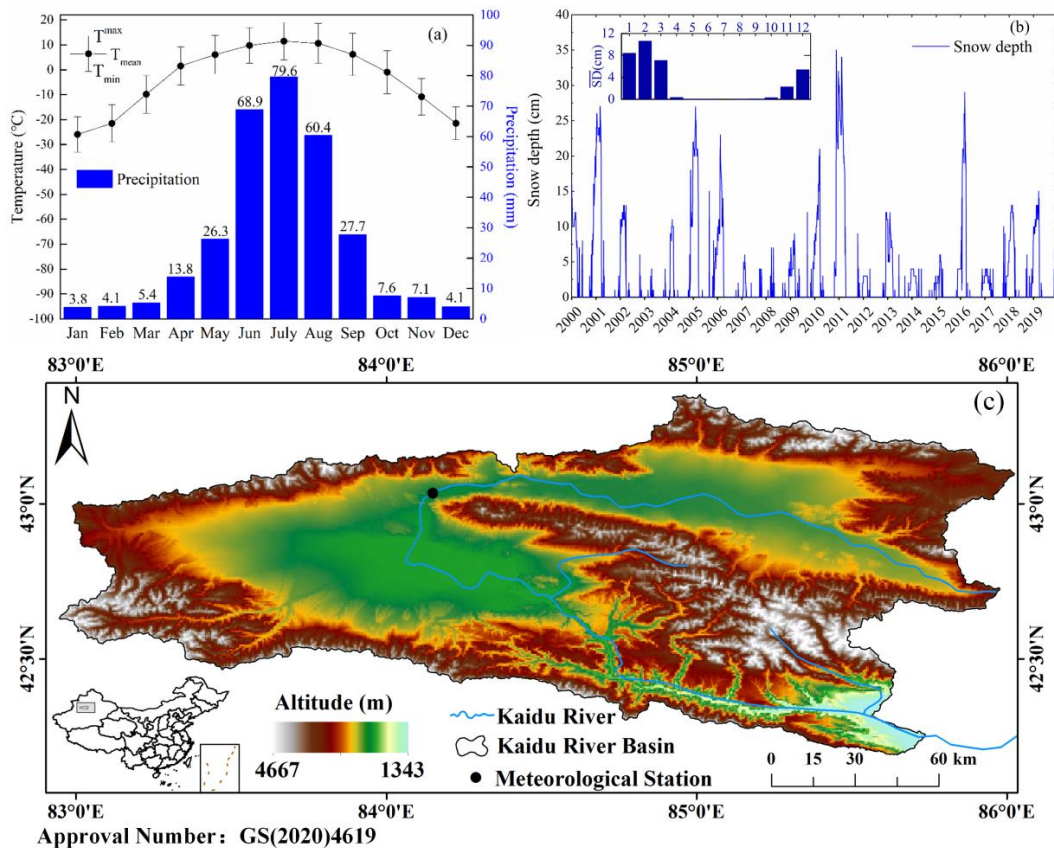 (a)
T^max
T_mean
T_min
Temperature (°C)
20
10
0
-10
-20
-30
-40
-50
-60
-70
-80
-90
-100
Precipitation
3.8
4.1
5.4
13.8
26.3
68.9
79.6
60.4
27.7
7.6
7.1
4.1
Jan Feb Mar Apr May Jun July Aug Sep Oct Nov Dec
100
90
80
70
60
50
40
30
20
10
0
Precipitation (mm)
(b)
Snow depth
Snow depth (cm)
40
35
30
25
20
15
10
5
0
1 2 3 4 5 6 7 8 9 10 11 12
SD(cm)
12
8
4
0
2000 2001 2002 2003 2004 2005 2006 2007 2008 2009 2010 2011 2012 2013 2014 2015 2016 2017 2018 2019
83°0'E 84°0'E 85°0'E 86°0'E
N
(c)
43°0'N
42°30'N
43°0'N
42°30'N
Altitude (m)
4667 1343
Kaidu River
Kaidu River Basin
Meteorological Station
0 15 30 60 km
83°0'E 84°0'E 85°0'E 86°0'E
Approval Number：GS(2020)4619